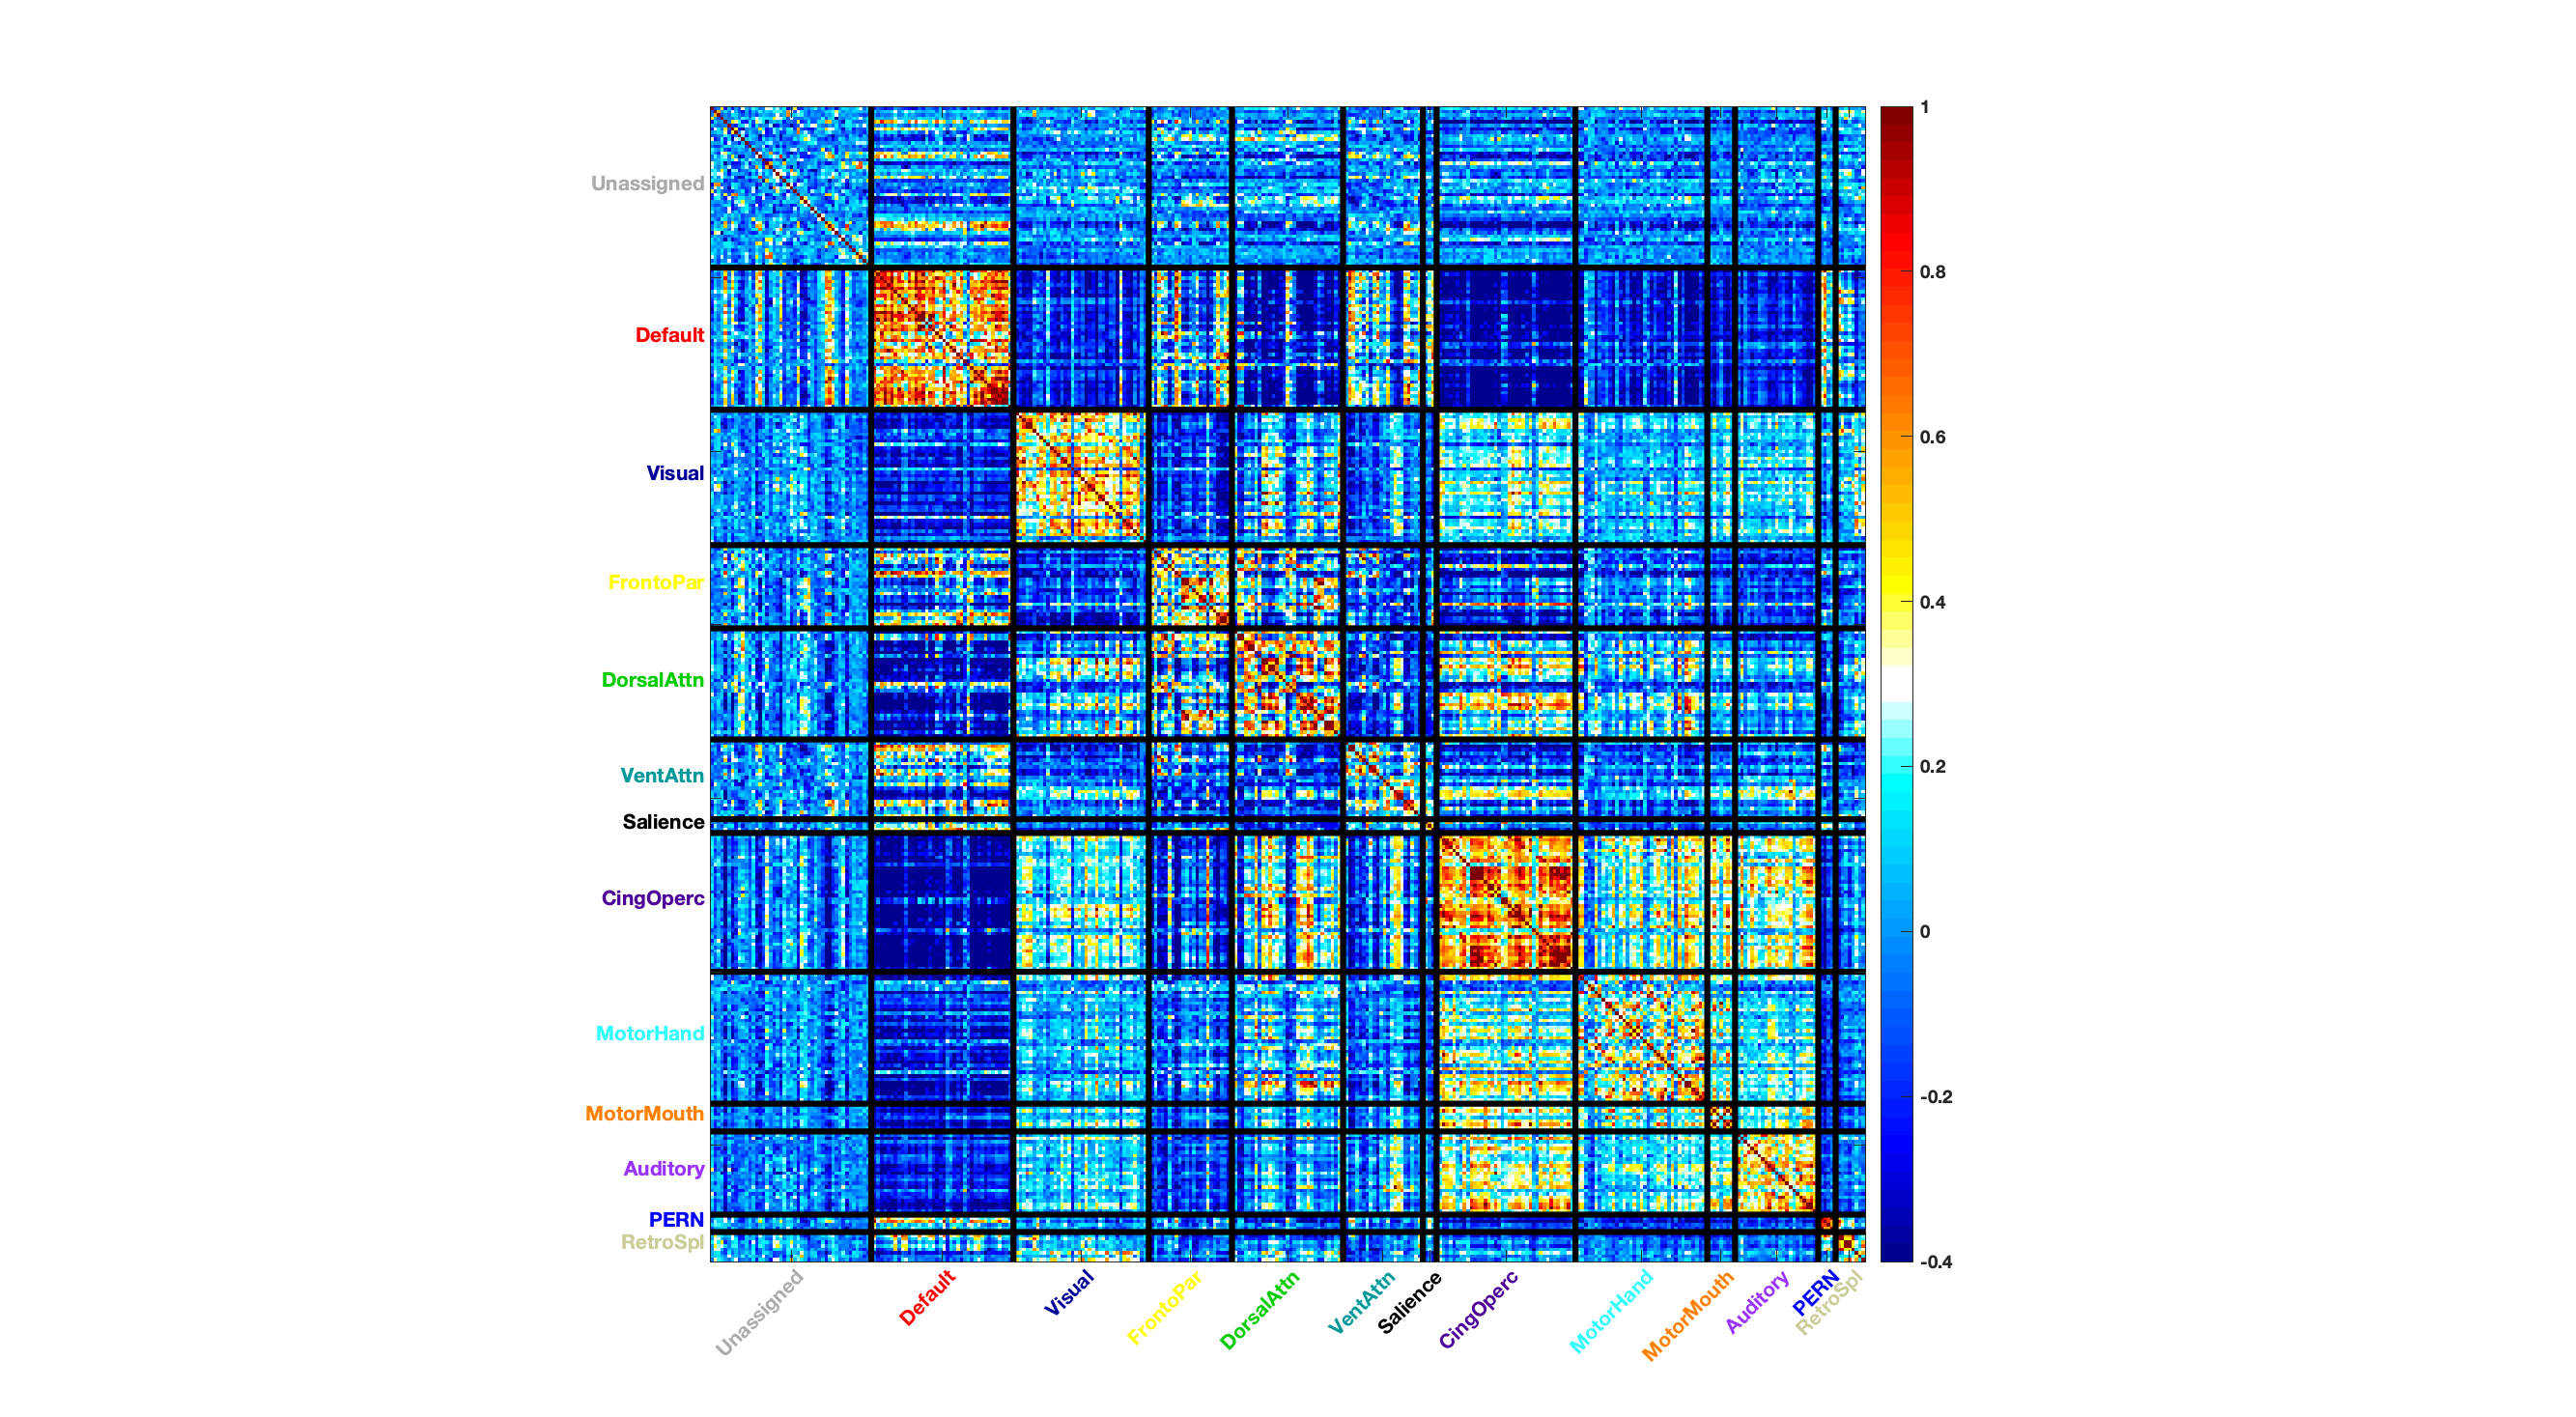 Unassigned
Default
Visual
FrontoPar
DorsalAttn
VentAttn
Salience
CingOperc
MotorHand
MotorMouth
Auditory
PERN
RetroSpl
1
0.8
0.6
0.4
0.2
0
-0.2
-0.4
Unassigned
Default
Visual
FrontoPar
DorsalAttn
VentAttn
Salience
CingOperc
MotorHand
MotorMouth
Auditory
PERN
RetroSpl